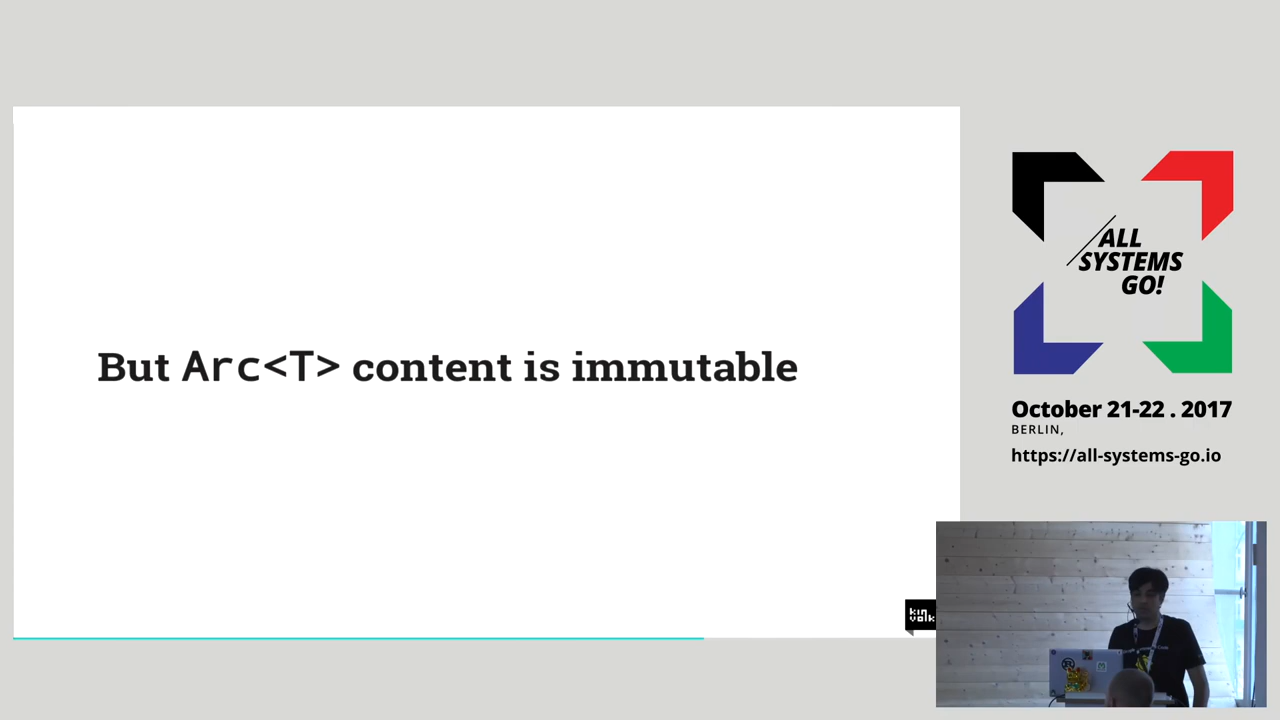 But Arc<T> content is immutable
kin
volk
ALL
SYSTEMS
GO!
October 21-22 . 2017
BERLIN,
https://all-systems-go.io